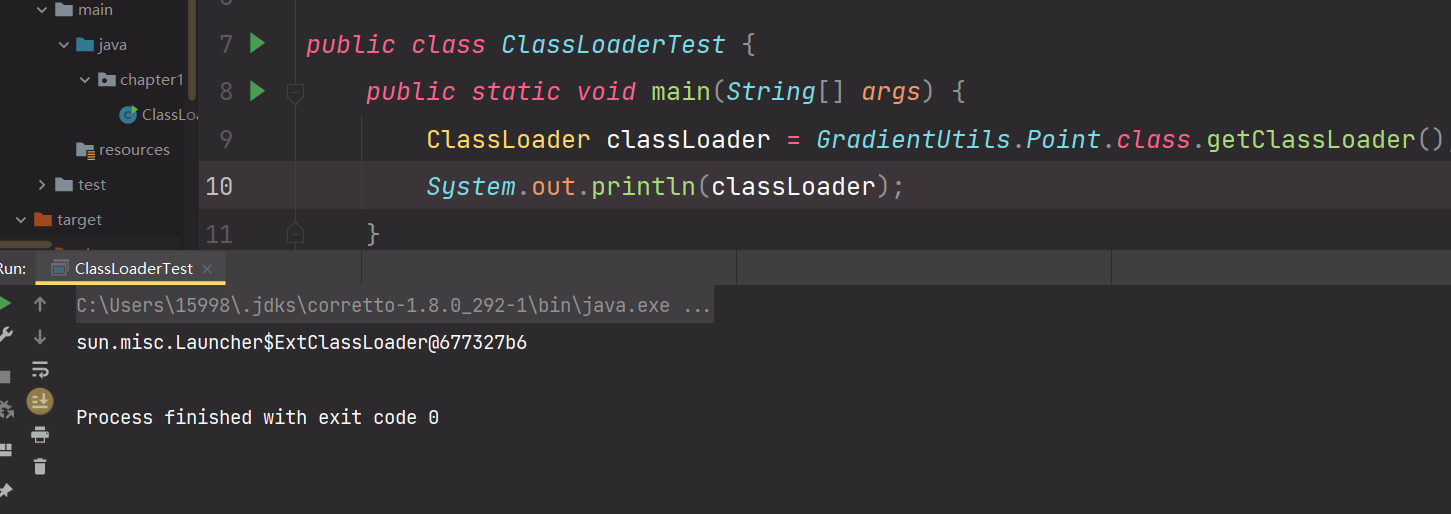 main
java
chapter1
ClassLoa
resources
test
target
7 public class ClassLoaderTest {
8 public static void main(String[] args) {
9 ClassLoader classLoader = GradientUtils.Point.class.getClassLoader()
10 System.out.println(classLoader);
11 }
Run: ClassLoaderTest
C:\Users\15998\.jdks\corretto-1.8.0_292-1\bin\java.exe ...
sun.misc.Launcher$ExtClassLoader@677327b6
Process finished with exit code 0